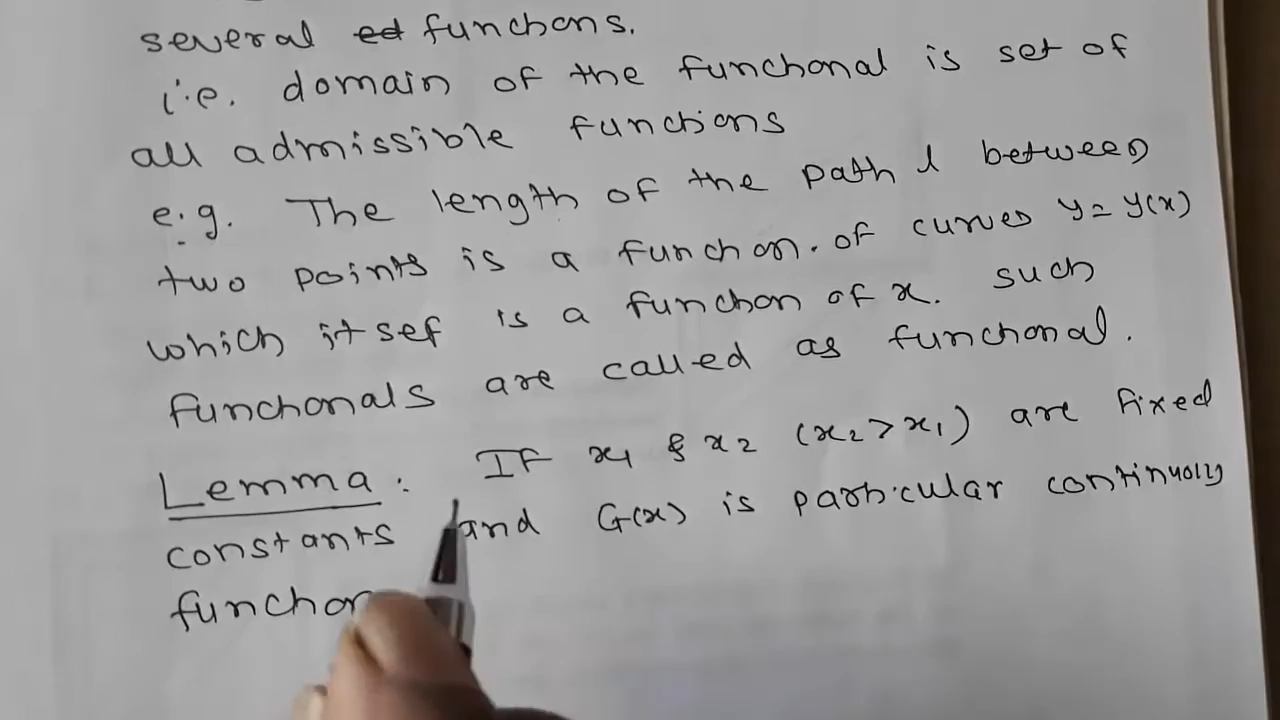 several functions.
i.e. domain of the functional is set of
all admissible functions
e.g. The length of the path l between
two points is a function. of curves y = y(x)
which itsef is a function of x. such
functionals are called as functional.
Lemma: If x₁ & x₂ (x₂ > x₁) are fixed
constants and G(x) is particular continuoly